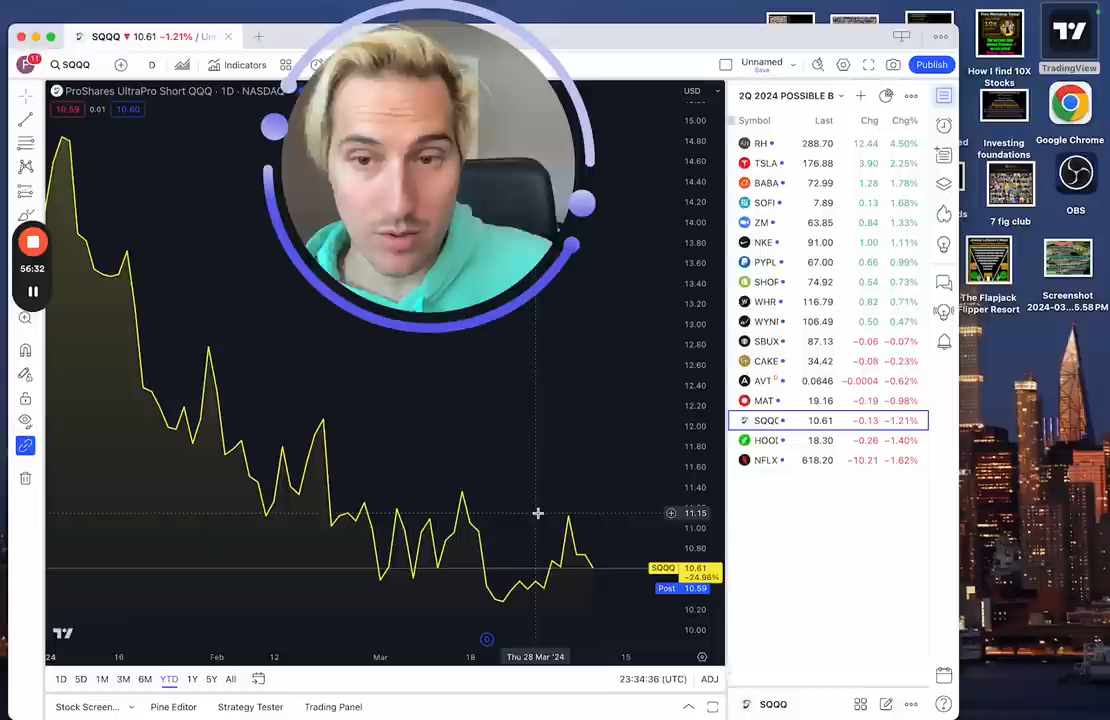 SQQQ 10.61 −1.21% / Un
SQQQ
D
Indicators
Unnamed
Save
Publish
11
ProShares UltraPro Short QQQ · 1D · NASDAQ
10.59 0.01 10.60
USD
15.00
14.80
14.60
14.40
14.20
14.00
13.80
13.60
13.40
13.20
13.00
12.80
12.60
12.40
12.20
12.00
11.80
11.60
11.40
11.15
11.00
10.80
SQQQ 10.61
−24.96%
Post 10.59
10.20
10.00
56:32
D
24 16 Feb 12 Mar 18 Thu 28 Mar '24 15
1D 5D 1M 3M 6M YTD 1Y 5Y All
23:34:36 (UTC) ADJ
Stock Screen... Pine Editor Strategy Tester Trading Panel
2Q 2024 POSSIBLE B
Symbol Last Chg Chg%
RH 288.70 12.44 4.50%
TSLA 176.88 3.90 2.25%
BABA 72.99 1.28 1.78%
SOFI 7.89 0.13 1.68%
ZM 63.85 0.84 1.33%
NKE 91.00 1.00 1.11%
PYPL 67.00 0.66 0.99%
SHOP 74.92 0.54 0.73%
WHR 116.79 0.82 0.71%
WYNN 106.49 0.50 0.47%
SBUX 87.13 −0.06 −0.07%
CAKE 34.42 −0.08 −0.23%
AVT 0.0646 −0.0004 −0.62%
MAT 19.16 −0.19 −0.98%
SQQQ 10.61 −0.13 −1.21%
HOOD 18.30 −0.26 −1.40%
NFLX 618.20 −10.21 −1.62%
SQQQ
How I find 10X
Stocks
TradingView
Investing
foundations
Google Chrome
7 fig club
OBS
The Flapjack
Flipper Resort
Screenshot
2024-03...5.58 PM